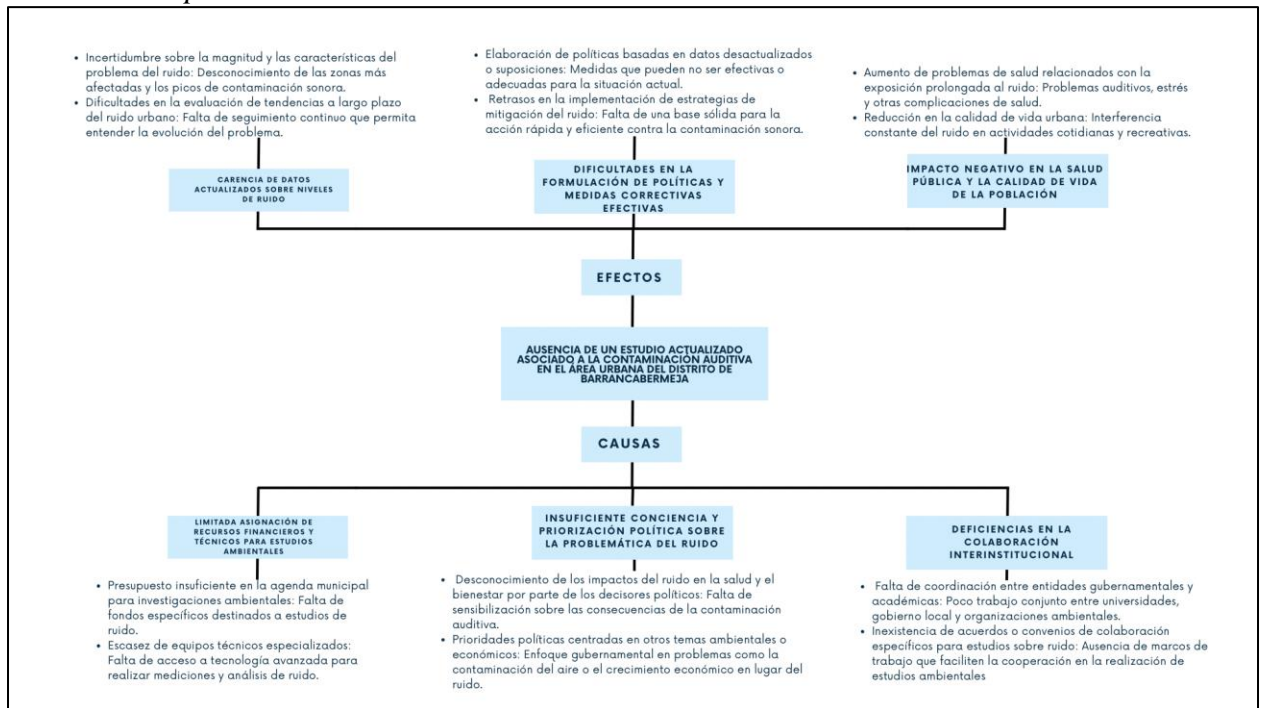 • Incertidumbre sobre la magnitud y las características del
problema del ruido: Desconocimiento de las zonas más
afectadas y los picos de contaminación sonora.
• Dificultades en la evaluación de tendencias a largo plazo
del ruido urbano: Falta de seguimiento continuo que permita
entender la evolución del problema.
• Elaboración de políticas basadas en datos desactualizados
o suposiciones: Medidas que pueden no ser efectivas o
adecuadas para la situación actual.
• Retrasos en la implementación de estrategias de
mitigación del ruido: Falta de una base sólida para la
acción rápida y eficiente contra la contaminación sonora.
• Aumento de problemas de salud relacionados con la
exposición prolongada al ruido: Problemas auditivos, estrés
y otras complicaciones de salud.
• Reducción en la calidad de vida urbana: Interferencia
constante del ruido en actividades cotidianas y recreativas.
CARENCIA DE DATOS
ACTUALIZADOS SOBRE NIVELES
DE RUIDO
DIFICULTADES EN LA
FORMULACIÓN DE POLÍTICAS Y
MEDIDAS CORRECTIVAS
EFECTIVAS
IMPACTO NEGATIVO EN LA SALUD
PÚBLICA Y LA CALIDAD DE VIDA
DE LA POBLACIÓN
EFECTOS
AUSENCIA DE UN ESTUDIO ACTUALIZADO
ASOCIADO A LA CONTAMINACIÓN AUDITIVA
EN EL ÁREA URBANA DEL DISTRITO DE
BARRANCABERMEJA
CAUSAS
LIMITADA ASIGNACIÓN DE
RECURSOS FINANCIEROS Y
TÉCNICOS PARA ESTUDIOS
AMBIENTALES
INSUFICIENTE CONCIENCIA Y
PRIORIZACIÓN POLÍTICA SOBRE
LA PROBLEMÁTICA DEL RUIDO
DEFICIENCIAS EN LA
COLABORACIÓN
INTERINSTITUCIONAL
• Presupuesto insuficiente en la agenda municipal
para investigaciones ambientales: Falta de
fondos específicos destinados a estudios de
ruido.
• Escasez de equipos técnicos especializados:
Falta de acceso a tecnología avanzada para
realizar mediciones y análisis de ruido.
• Desconocimiento de los impactos del ruido en la salud y el
bienestar por parte de los decisores políticos: Falta de
sensibilización sobre las consecuencias de la contaminación
auditiva.
• Prioridades políticas centradas en otros temas ambientales o
económicos: Enfoque gubernamental en problemas como la
contaminación del aire o el crecimiento económico en lugar del
ruido.
• Falta de coordinación entre entidades gubernamentales y
académicas: Poco trabajo conjunto entre universidades,
gobierno local y organizaciones ambientales.
• Inexistencia de acuerdos o convenios de colaboración
específicos para estudios sobre ruido: Ausencia de marcos de
trabajo que faciliten la cooperación en la realización de
estudios ambientales